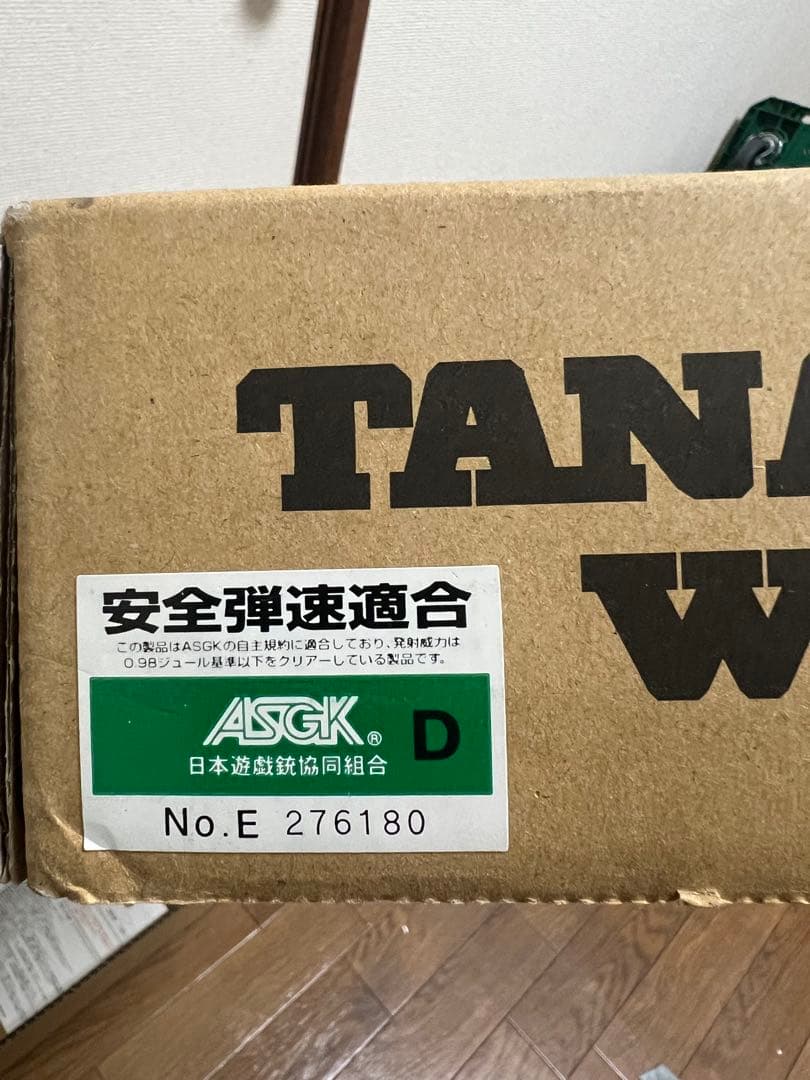 TANA
W
安全弾速適合
この製品はASGKの自主規約に適合しており、発射威力は
0.98ジュール基準以下をクリアーしている製品です。
ASGK® D
日本遊戯銃協同組合
No.E 276180